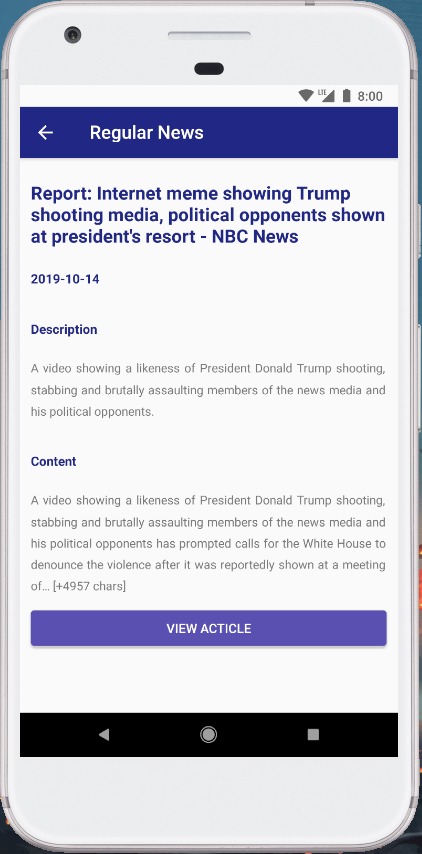 LTE 8:00
Regular News
Report: Internet meme showing Trump
shooting media, political opponents shown
at president's resort - NBC News
2019-10-14
Description
A video showing a likeness of President Donald Trump shooting,
stabbing and brutally assaulting members of the news media and
his political opponents.
Content
A video showing a likeness of President Donald Trump shooting,
stabbing and brutally assaulting members of the news media and
his political opponents has prompted calls for the White House to
denounce the violence after it was reportedly shown at a meeting
of… [+4957 chars]
VIEW ACTICLE